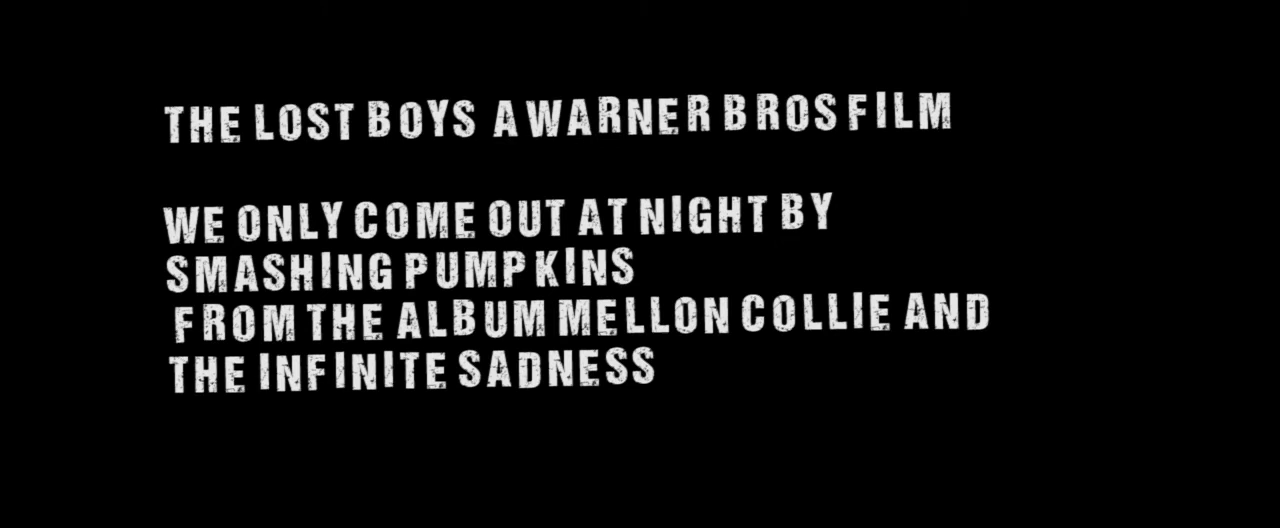 THE LOST BOYS A WARNER BROS FILM
WE ONLY COME OUT AT NIGHT BY
SMASHING PUMPKINS
FROM THE ALBUM MELLON COLLIE AND
THE INFINITE SADNESS